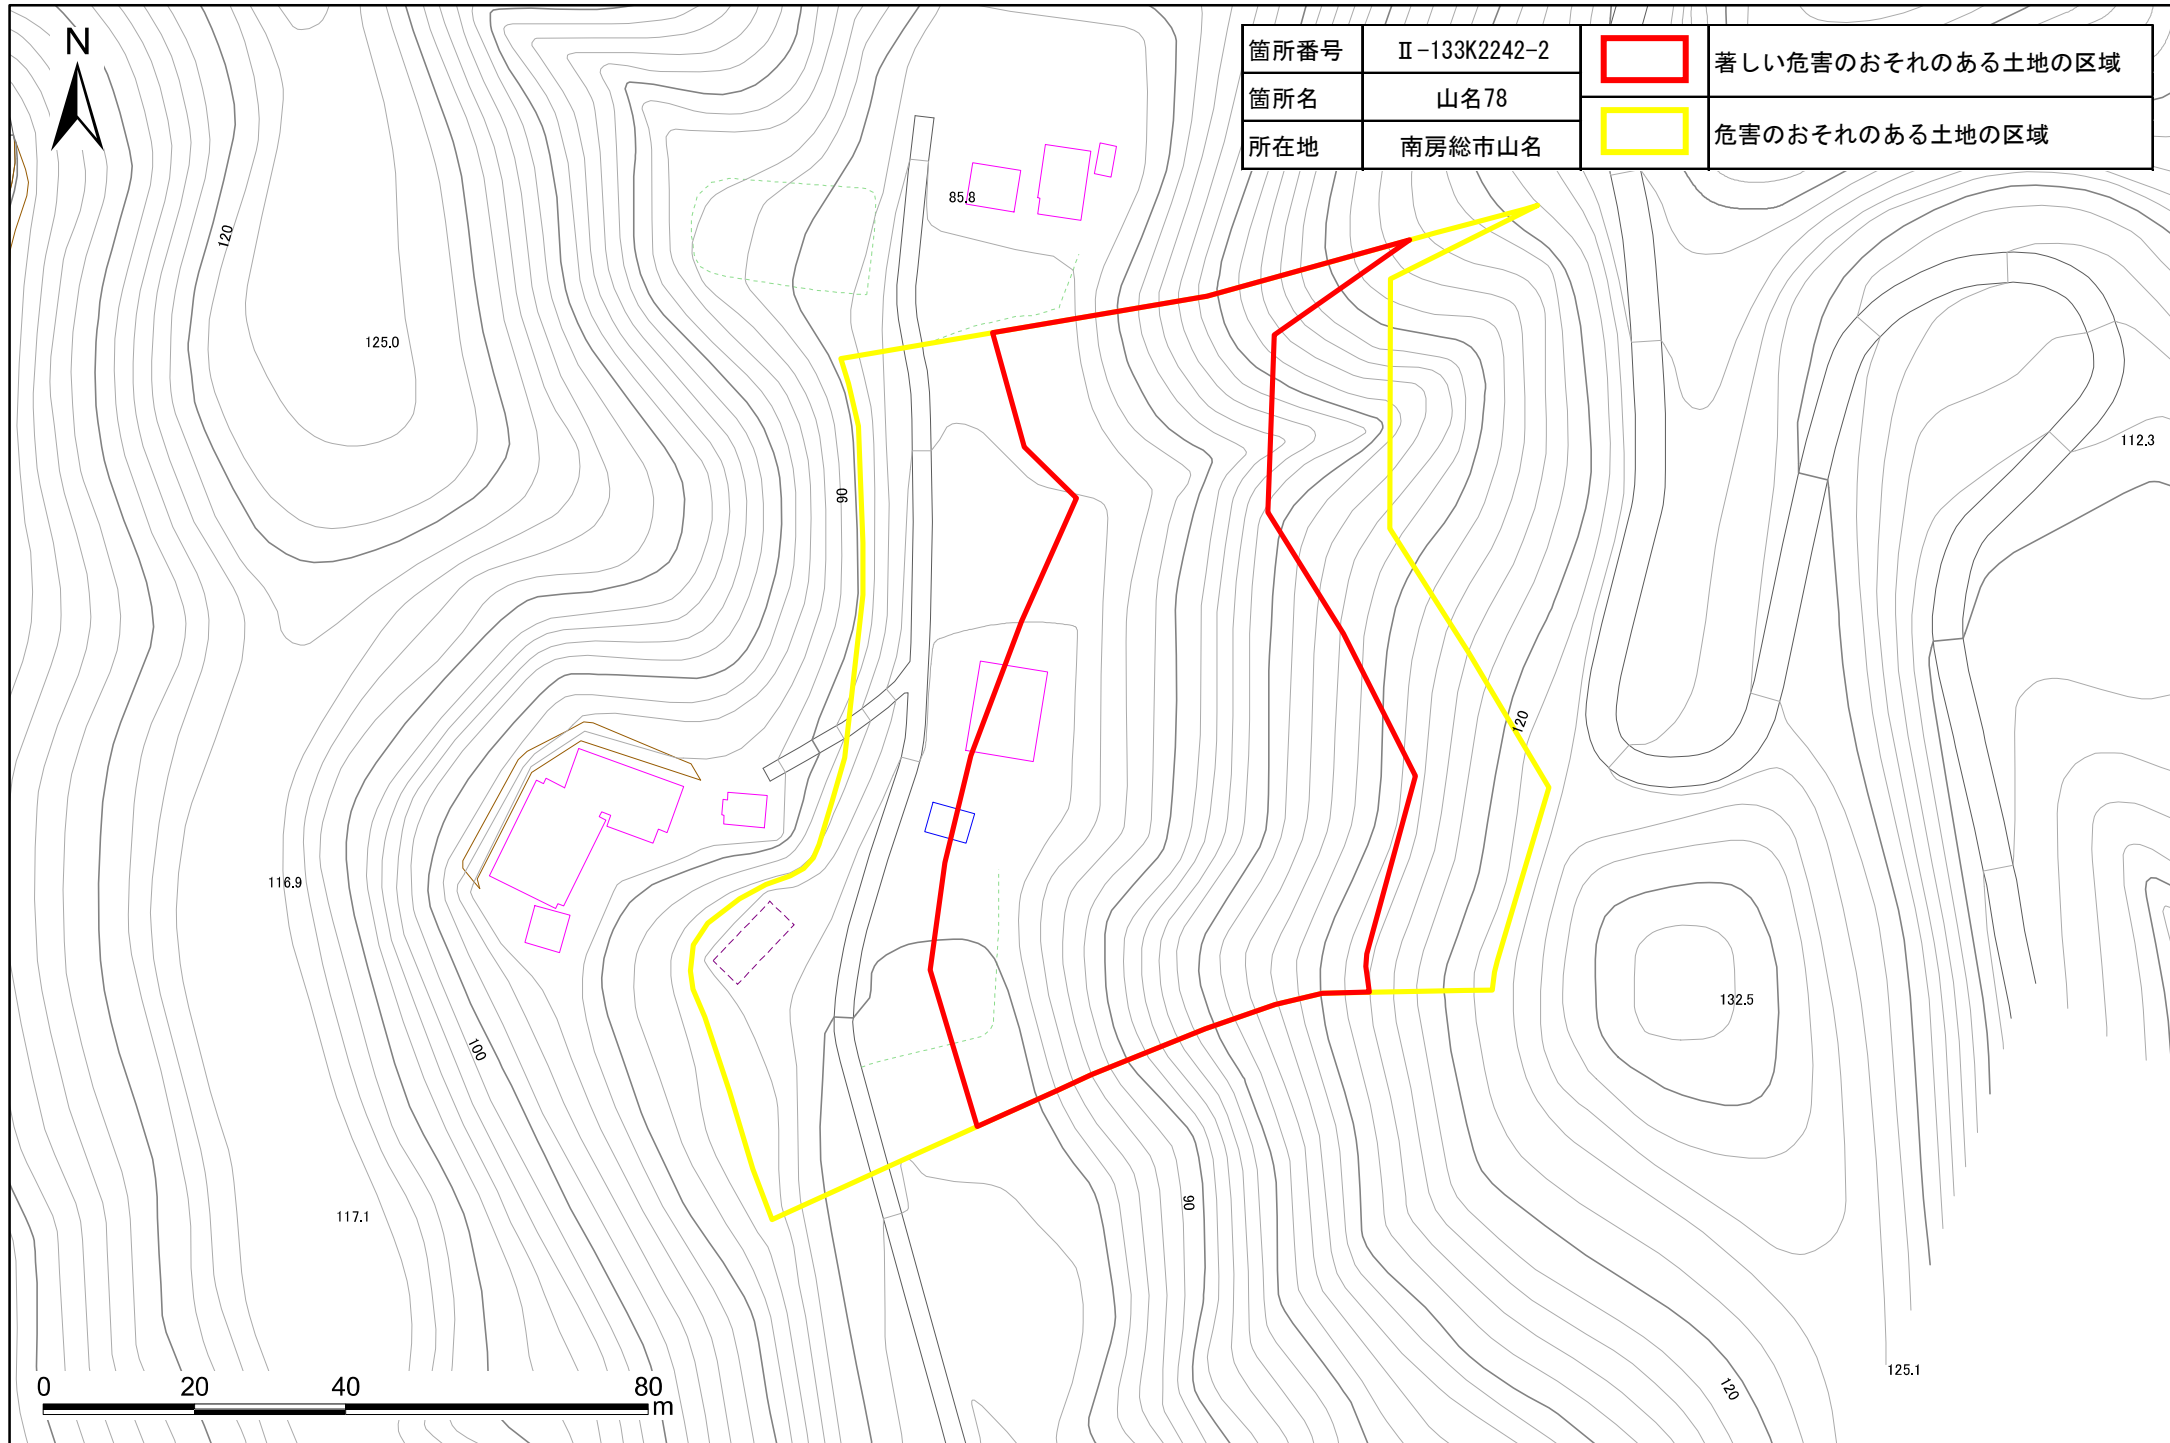 N
箇所番号 Ⅱ-133K2242-2
箇所名 山名78
所在地 南房総市山名
著しい危害のおそれのある土地の区域
危害のおそれのある土地の区域
120
85.8
125.0
112.3
90
120
116.9
132.5
100
117.1
90
125.1
120
0 20 40 80
m